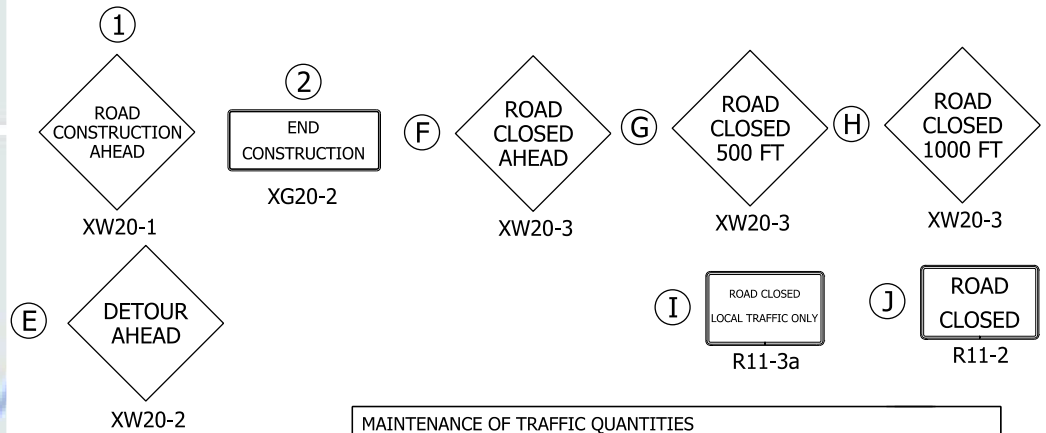 1
ROAD
CONSTRUCTION
AHEAD
XW20-1
2
END
CONSTRUCTION
XG20-2
F
ROAD
CLOSED
AHEAD
XW20-3
G
ROAD
CLOSED
500 FT
XW20-3
H
ROAD
CLOSED
1000 FT
XW20-3
E
DETOUR
AHEAD
XW20-2
I
ROAD CLOSED
LOCAL TRAFFIC ONLY
R11-3a
J
ROAD
CLOSED
R11-2
MAINTENANCE OF TRAFFIC QUANTITIES